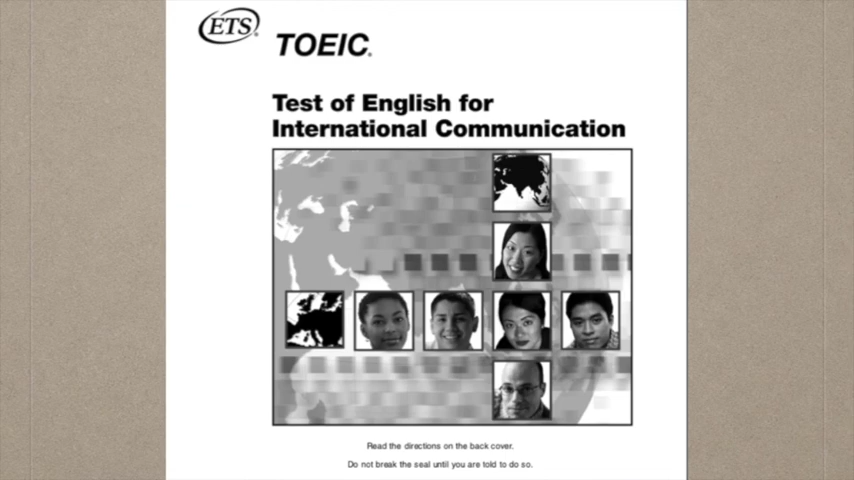 ETS®
TOEIC®
Test of English for
International Communication
Read the directions on the back cover.
Do not break the seal until you are told to do so.